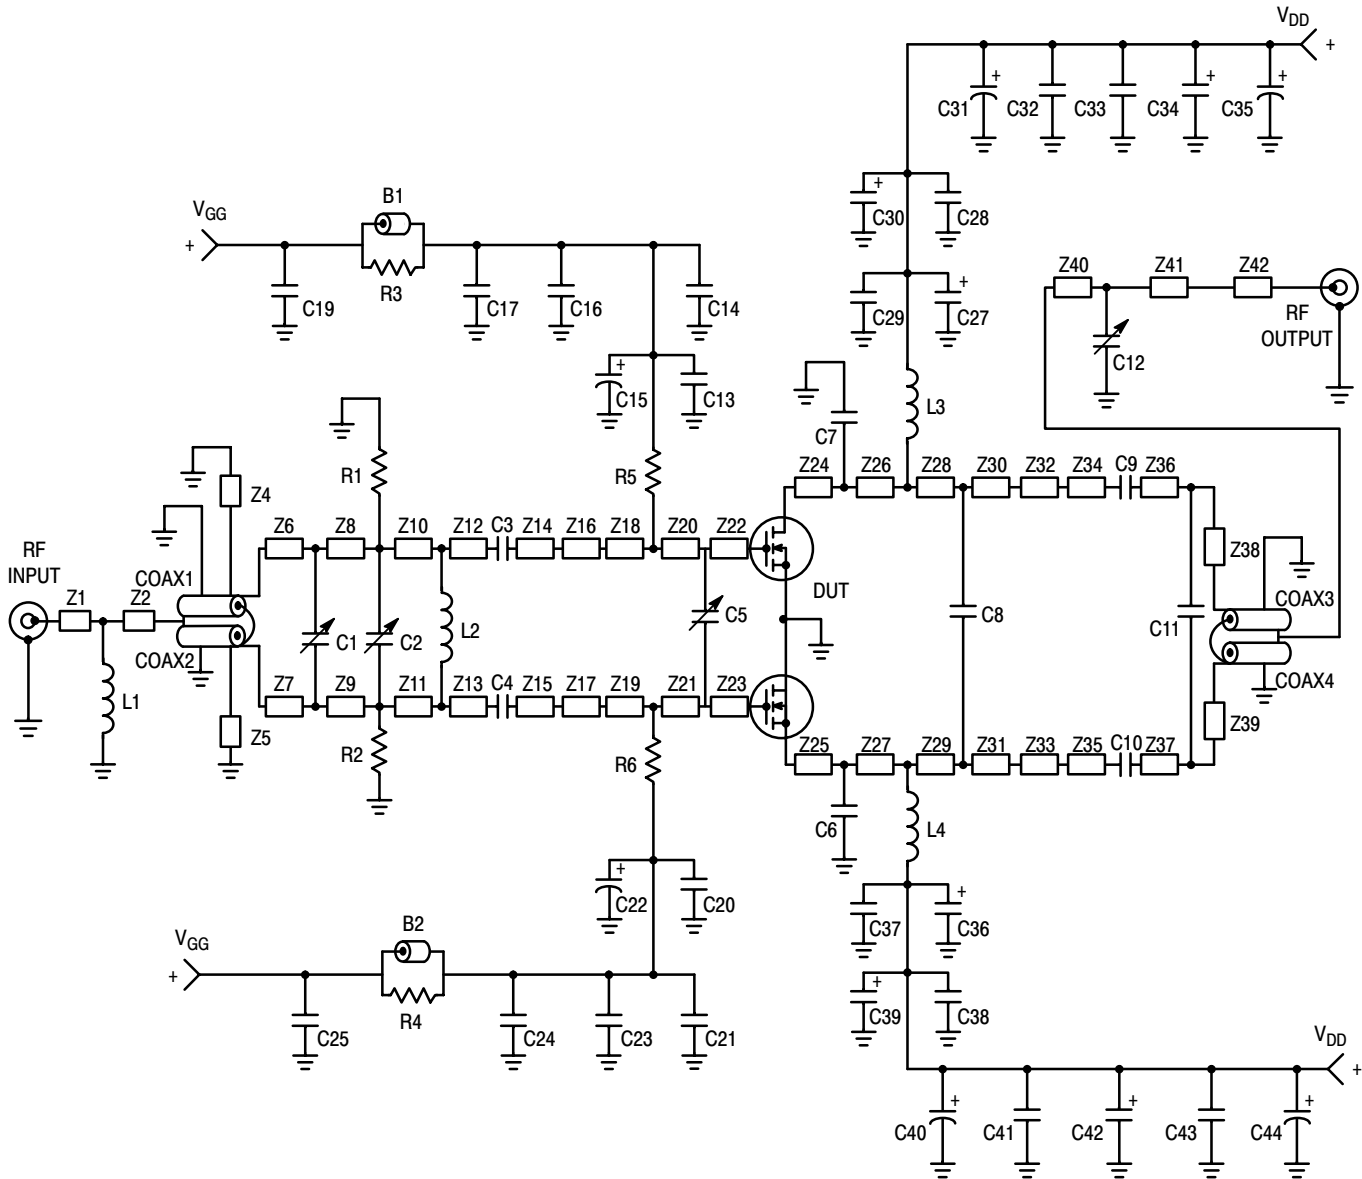 VDD
+
+ + +
C31 C32 C33 C34 C35
B1
VGG
+
R3
C19 C17 C16 C14
+
C30 C28
+
C29 C27
Z40 Z41 Z42
RF
OUTPUT
C12
+
C15 C13
L3
C7
R1 R5
Z4
Z24 Z26 Z28 Z30 Z32 Z34 C9 Z36
Z6 Z8 Z10 Z12 C3 Z14 Z16 Z18 Z20 Z22
Z38
RF
INPUT
COAX1
DUT
COAX3
Z1 Z2
C1 C2 L2 C5 C8 C11
COAX2
COAX4
L1
Z7 Z9 Z11 Z13 C4 Z15 Z17 Z19 Z21 Z23
Z5
Z39
R2 R6
Z25 Z27 Z29 Z31 Z33 Z35 C10 Z37
C6 L4
+
C22 C20
+
C37 C36
B2
VGG
+
R4
C25 C24 C23 C21
+
C39 C38
VDD
+
+ + +
C40 C41 C42 C43 C44